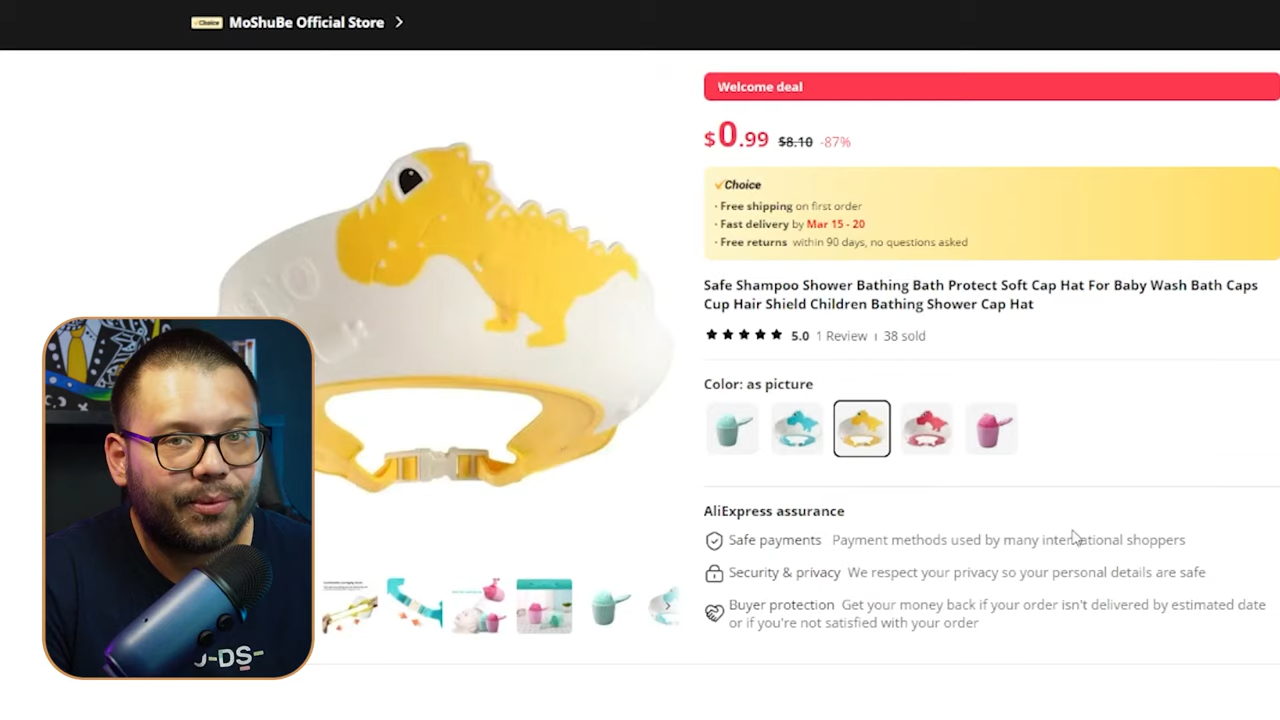 Choice MoShuBe Official Store
Welcome deal
$0.99 $8.10 -87%
Choice
· Free shipping on first order
· Fast delivery by Mar 15 - 20
· Free returns within 90 days, no questions asked
Safe Shampoo Shower Bathing Bath Protect Soft Cap Hat For Baby Wash Bath Caps
Cup Hair Shield Children Bathing Shower Cap Hat
5.0 1 Review 38 sold
Color: as picture
AliExpress assurance
Safe payments Payment methods used by many international shoppers
Security & privacy We respect your privacy so your personal details are safe
Buyer protection Get your money back if your order isn't delivered by estimated date
or if you're not satisfied with your order
-DS-